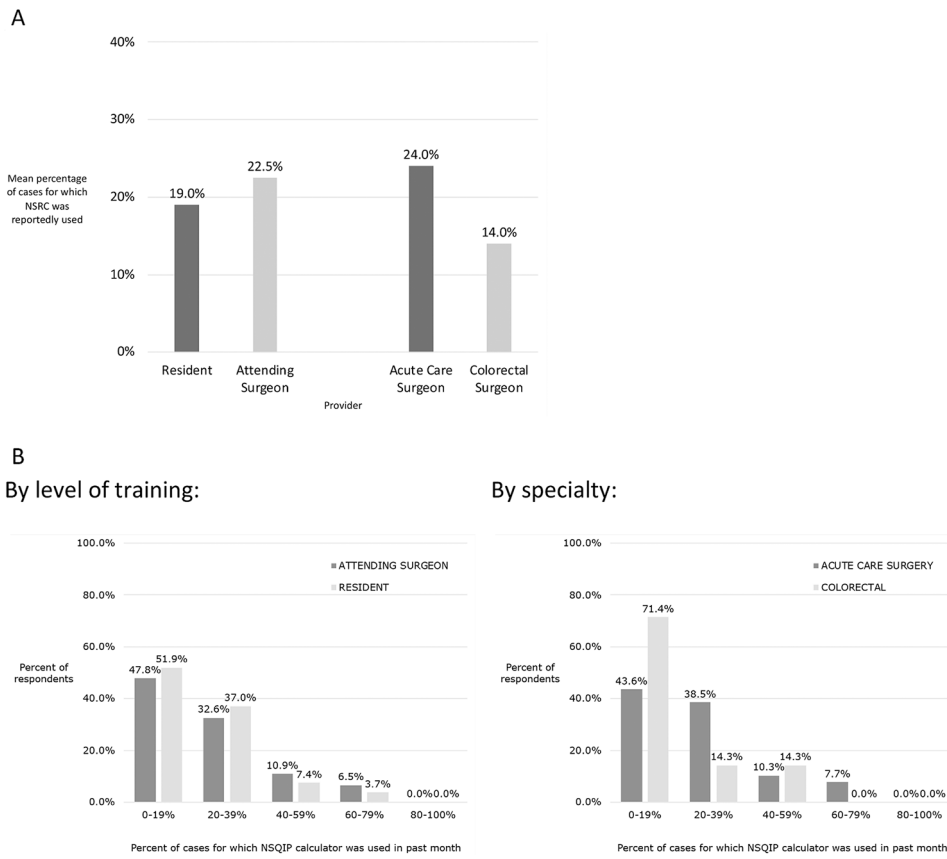 A
40%
30%
20%
10%
0%
Mean percentage
of cases for which
NSRC was
reportedly used
19.0%
22.5%
24.0%
14.0%
Resident
Attending
Surgeon
Acute Care
Surgeon
Colorectal
Surgeon
Provider
B
By level of training:
100.0%
80.0%
60.0%
40.0%
20.0%
0.0%
Percent of
respondents
ATTENDING SURGEON
RESIDENT
47.8%
51.9%
32.6%
37.0%
10.9%
7.4%
6.5%
3.7%
0.0%0.0%
0-19%
20-39%
40-59%
60-79%
80-100%
Percent of cases for which NSQIP calculator was used in past month
By specialty:
100.0%
80.0%
60.0%
40.0%
20.0%
0.0%
Percent of
respondents
ACUTE CARE SURGERY
COLORECTAL
43.6%
71.4%
38.5%
14.3%
10.3%
14.3%
7.7%
0.0%
0.0%0.0%
0-19%
20-39%
40-59%
60-79%
80-100%
Percent of cases for which NSQIP calculator was used in past month